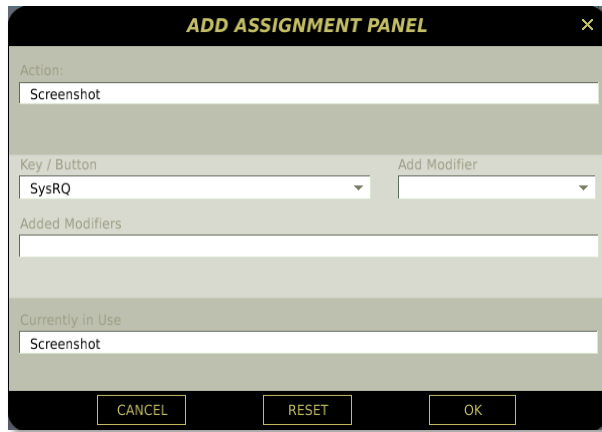 ADD ASSIGNMENT PANEL
Action:
Screenshot
Key / Button Add Modifier
SysRQ
Added Modifiers
Currently in Use
Screenshot
CANCEL RESET OK